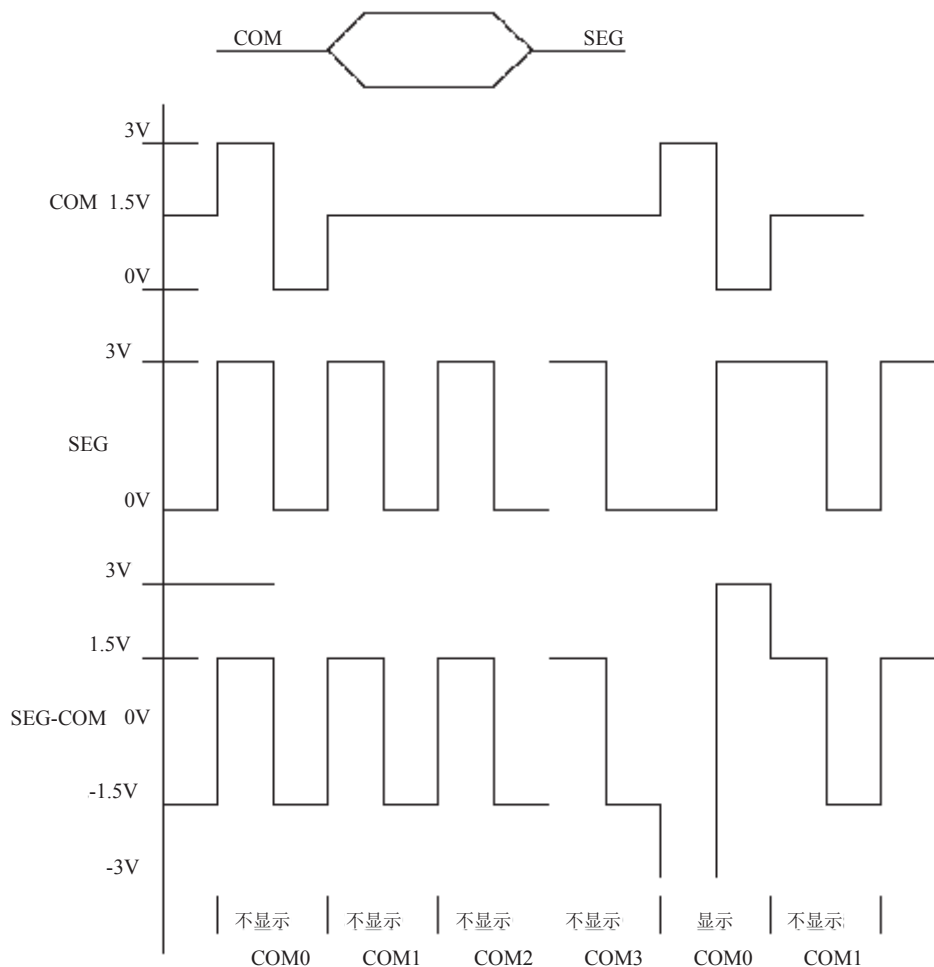 COM SEG
3V
COM 1.5V
0V
3V
SEG
0V
3V
1.5V
SEG-COM 0V
-1.5V
-3V
不显示 不显示 不显示 不显示 显示 不显示
COM0 COM1 COM2 COM3 COM0 COM1